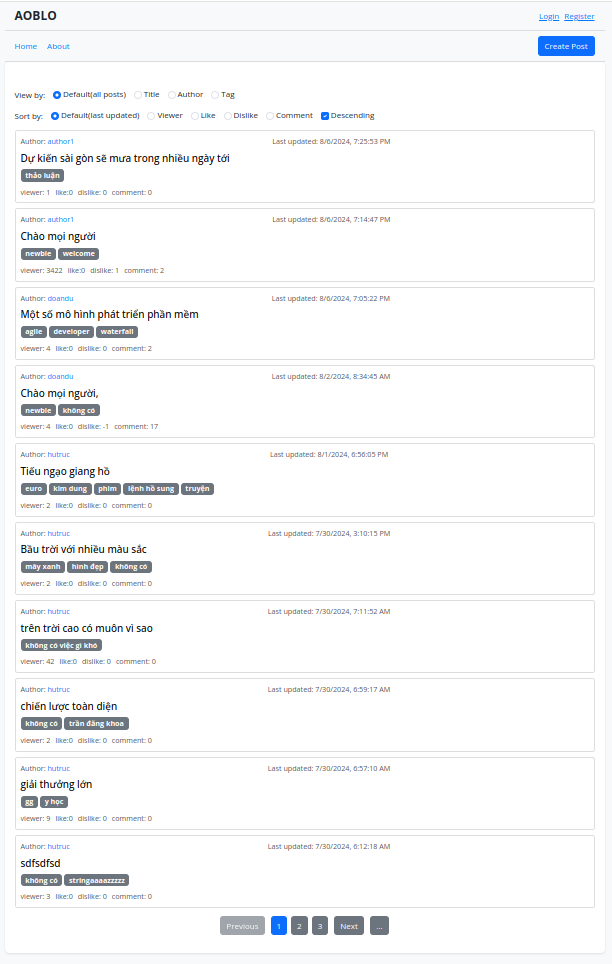 AOBLO
Login Register
Home About Create Post
View by: Default(all posts) Title Author Tag
Sort by: Default(last updated) Viewer Like Dislike Comment Descending
Author: author1 Last updated: 8/6/2024, 7:25:53 PM
Dự kiến sài gòn sẽ mưa trong nhiều ngày tới
thảo luận
viewer: 1 like:0 dislike: 0 comment: 0
Author: author1 Last updated: 8/6/2024, 7:14:47 PM
Chào mọi người
newbie welcome
viewer: 3422 like:0 dislike: 1 comment: 2
Author: doandu Last updated: 8/6/2024, 7:05:22 PM
Một số mô hình phát triển phần mềm
agile developer waterfall
viewer: 4 like:0 dislike: 0 comment: 2
Author: doandu Last updated: 8/2/2024, 8:34:45 AM
Chào mọi người,
newbie không có
viewer: 4 like:0 dislike: -1 comment: 17
Author: hutruc Last updated: 8/1/2024, 6:56:05 PM
Tiếu ngạo giang hồ
euro kim dung phim lệnh hồ sung truyện
viewer: 2 like:0 dislike: 0 comment: 0
Author: hutruc Last updated: 7/30/2024, 3:10:15 PM
Bầu trời với nhiều màu sắc
mây xanh hình đẹp không có
viewer: 2 like:0 dislike: 0 comment: 0
Author: hutruc Last updated: 7/30/2024, 7:11:52 AM
trên trời cao có muôn vì sao
không có việc gì khó
viewer: 42 like:0 dislike: 0 comment: 0
Author: hutruc Last updated: 7/30/2024, 6:59:17 AM
chiến lược toàn diện
không có trần đăng khoa
viewer: 2 like:0 dislike: 0 comment: 0
Author: hutruc Last updated: 7/30/2024, 6:57:10 AM
giải thưởng lớn
gg y học
viewer: 9 like:0 dislike: 0 comment: 0
Author: hutruc Last updated: 7/30/2024, 6:12:18 AM
sdfsdfsd
không có stringaaaazzzzz
viewer: 3 like:0 dislike: 0 comment: 0
Previous 1 2 3 Next ...